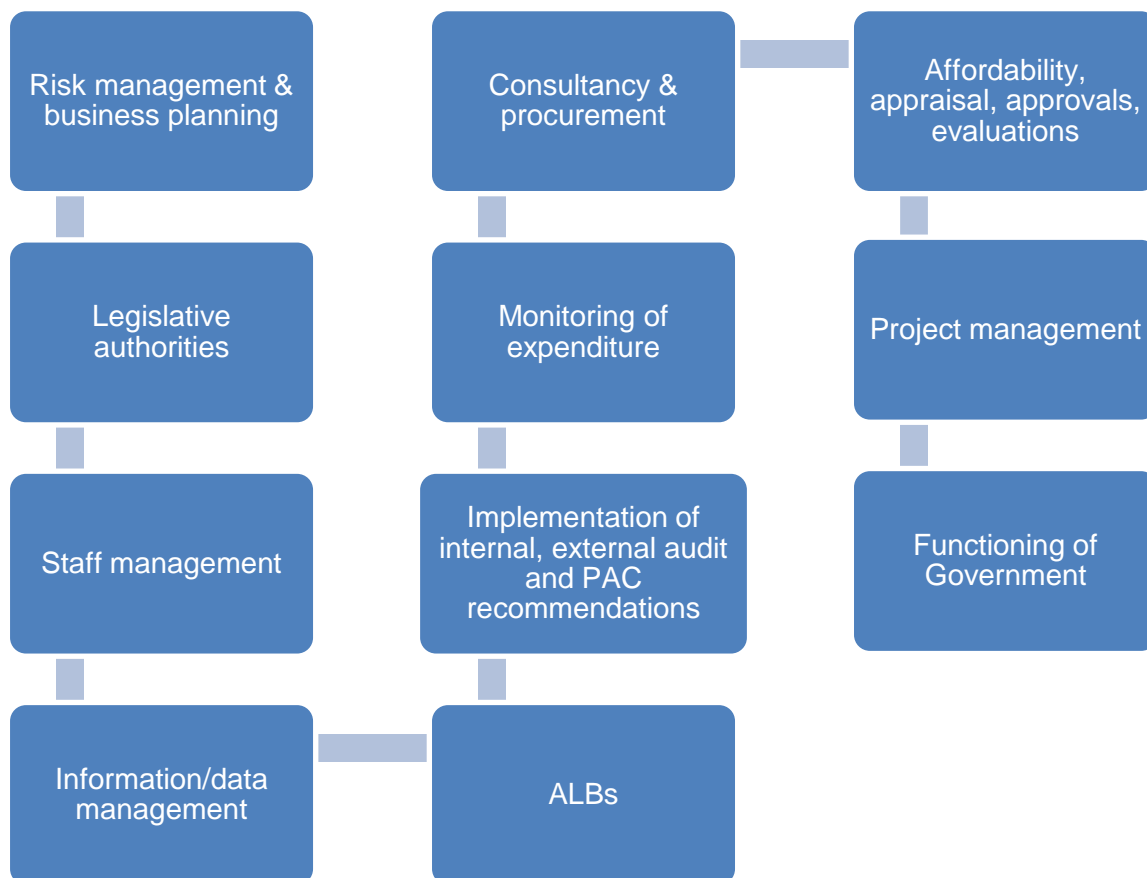 Risk management &
business planning
Legislative
authorities
Staff management
Information/data
management
ALBs
Implementation of
internal, external audit
and PAC
recommendations
Monitoring of
expenditure
Consultancy &
procurement
Affordability,
appraisal, approvals,
evaluations
Project management
Functioning of
Government